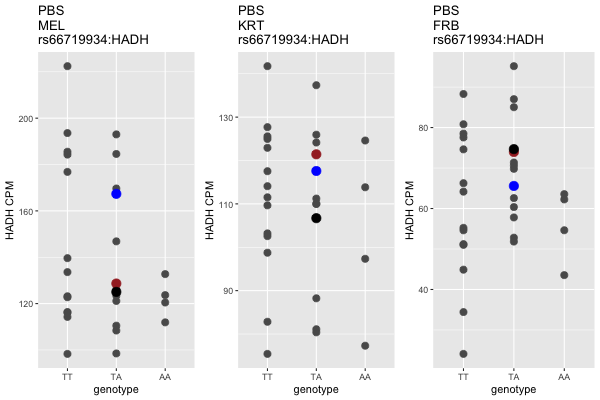 PBS
MEL
rs66719934:HADH
HADH CPM
200
160
120
TT TA AA
genotype
PBS
KRT
rs66719934:HADH
HADH CPM
130
110
90
TT TA AA
genotype
PBS
FRB
rs66719934:HADH
HADH CPM
80
60
40
TT TA AA
genotype